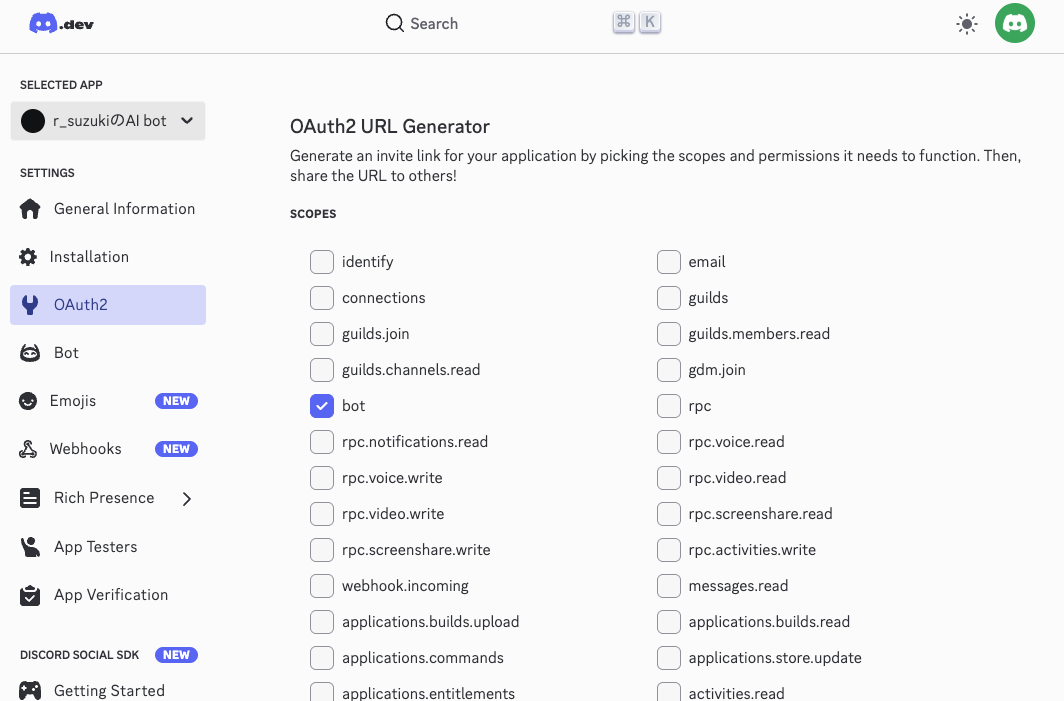 .dev
Search
⌘ K
SELECTED APP
r_suzukiのAI bot
SETTINGS
General Information
Installation
OAuth2
Bot
Emojis NEW
Webhooks NEW
Rich Presence
App Testers
App Verification
DISCORD SOCIAL SDK NEW
Getting Started
OAuth2 URL Generator
Generate an invite link for your application by picking the scopes and permissions it needs to function. Then,
share the URL to others!
SCOPES
identify email
connections guilds
guilds.join guilds.members.read
guilds.channels.read gdm.join
bot rpc
rpc.notifications.read rpc.voice.read
rpc.voice.write rpc.video.read
rpc.video.write rpc.screenshare.read
rpc.screenshare.write rpc.activities.write
webhook.incoming messages.read
applications.builds.upload applications.builds.read
applications.commands applications.store.update
applications.entitlements activities.read